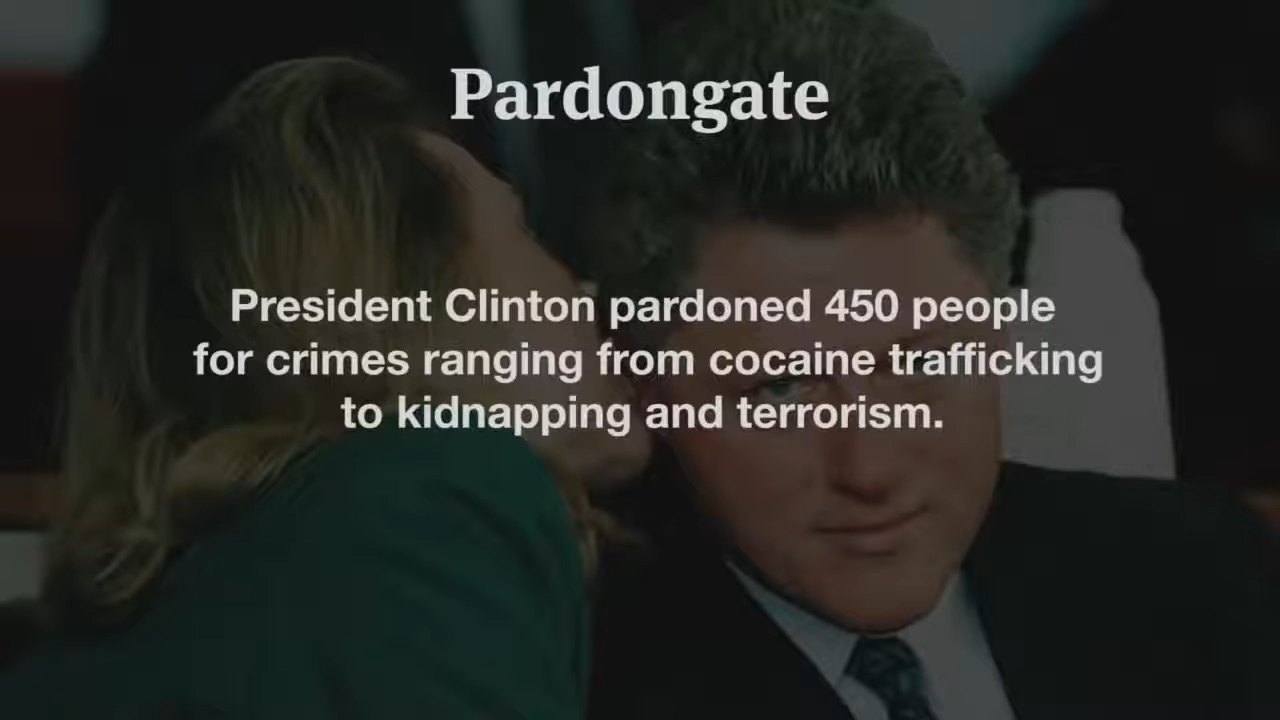 Pardongate
President Clinton pardoned 450 people
for crimes ranging from cocaine trafficking
to kidnapping and terrorism.